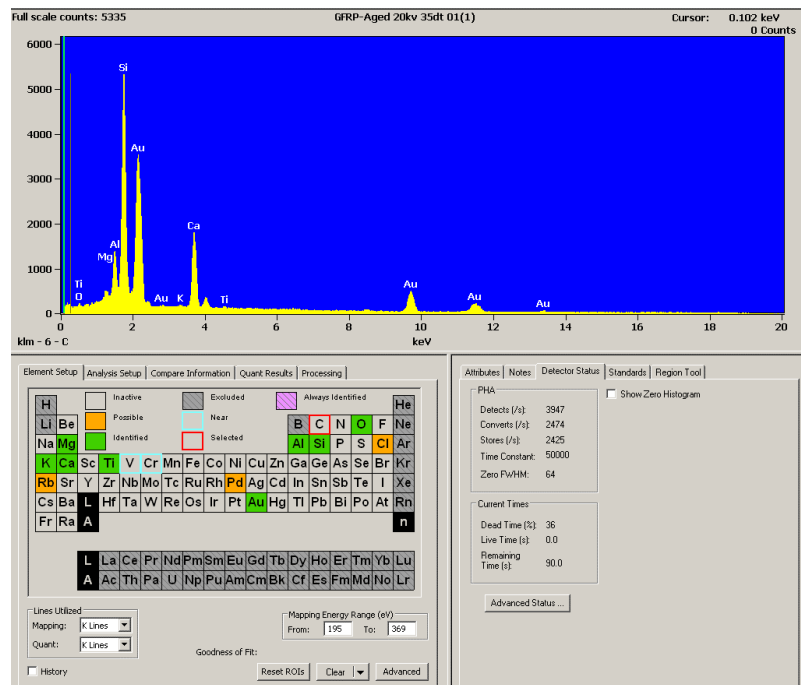 Full scale counts: 5335 GFRP-Aged 20kv 35dt 01(1) Cursor: 0.102 keV
0 Counts
6000
Si
5000
4000
Au
3000
2000
Ca
Al
Mg
1000
Ti
O Au K Ti Au Au Au
0
0 2 4 6 8 10 12 14 16 18 20
klm - 6 - C keV
Element Setup Analysis Setup Compare Information Quant Results Processing
Inactive Excluded Always Identified
Possible Near
Identified Selected
H He
Li Be B C N O F Ne
Na Mg Al Si P S Cl Ar
K Ca Sc Ti V Cr Mn Fe Co Ni Cu Zn Ga Ge As Se Br Kr
Rb Sr Y Zr Nb Mo Tc Ru Rh Pd Ag Cd In Sn Sb Te I Xe
Cs Ba L Hf Ta W Re Os Ir Pt Au Hg Tl Pb Bi Po At Rn
Fr Ra A n
L La Ce Pr Nd Pm Sm Eu Gd Tb Dy Ho Er Tm Yb Lu
A Ac Th Pa U Np Pu Am Cm Bk Cf Es Fm Md No Lr
Lines Utilized
Mapping: K Lines
Quant: K Lines
Mapping Energy Range (eV)
From: 195 To: 369
Goodness of Fit:
History
Reset ROIs Clear Advanced
Attributes Notes Detector Status Standards Region Tool
PHA
Detects (/s): 3947
Converts (/s): 2474
Stores (/s): 2425
Time Constant: 50000
Zero FWHM: 64
Show Zero Histogram
Current Times
Dead Time (%): 36
Live Time (s): 0.0
Remaining
Time (s): 90.0
Advanced Status ...